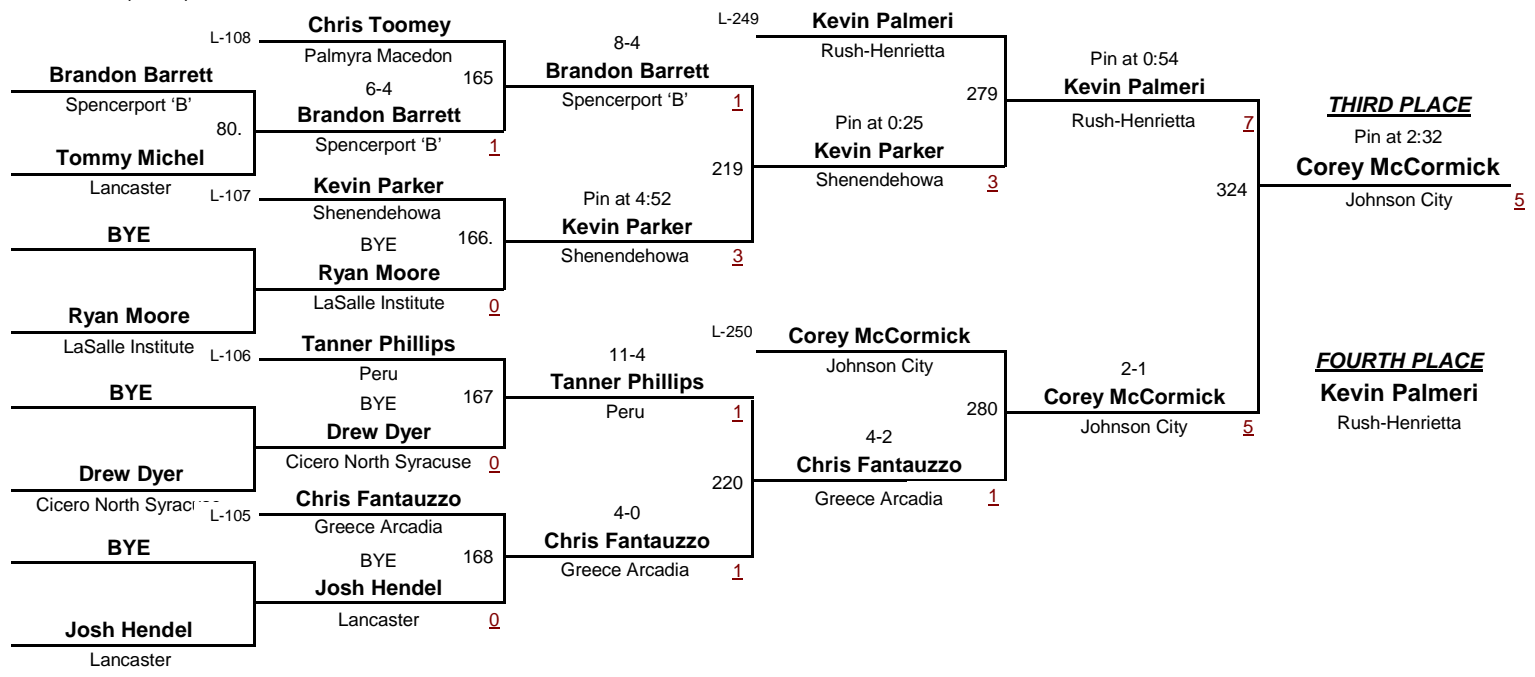 L-108
Chris Toomey
Palmyra Macedon
Brandon Barrett
Spencerport ‘B’
80.
Tommy Michel
Lancaster
6-4
Brandon Barrett
Spencerport ‘B’
1
165
L-107
Kevin Parker
Shenendehowa
BYE
166.
BYE
Ryan Moore
LaSalle Institute
Ryan Moore
LaSalle Institute
0
L-106
Tanner Phillips
Peru
BYE
167
BYE
Drew Dyer
Cicero North Syracuse
0
Drew Dyer
Cicero North Syracuse
L-105
Chris Fantauzzo
Greece Arcadia
BYE
168
BYE
Josh Hendel
Lancaster
0
Josh Hendel
Lancaster
8-4
Brandon Barrett
Spencerport ‘B’
1
219
Pin at 4:52
Kevin Parker
Shenendehowa
3
11-4
Tanner Phillips
Peru
1
220
4-0
Chris Fantauzzo
Greece Arcadia
1
L-249
Kevin Palmeri
Rush-Henrietta
279
Pin at 0:25
Kevin Parker
Shenendehowa
3
L-250
Corey McCormick
Johnson City
280
4-2
Chris Fantauzzo
Greece Arcadia
1
Pin at 0:54
Kevin Palmeri
Rush-Henrietta
7
324
2-1
Corey McCormick
Johnson City
5
THIRD PLACE
Pin at 2:32
Corey McCormick
Johnson City
5
FOURTH PLACE
Kevin Palmeri
Rush-Henrietta